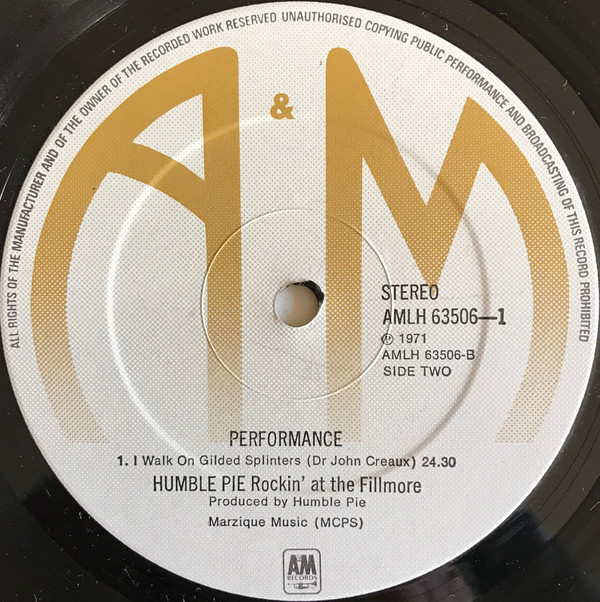 ALL RIGHTS OF THE MANUFACTURER AND OF THE OWNER OF THE RECORDED WORK RESERVED UNAUTHORISED COPYING PUBLIC PERFORMANCE AND BROADCASTING OF THIS RECORD PROHIBITED
A & M
STEREO
AMLH 63506—1
℗ 1971
AMLH 63506-B
SIDE TWO
PERFORMANCE
1. I Walk On Gilded Splinters (Dr John Creaux) 24.30
HUMBLE PIE Rockin' at the Fillmore
Produced by Humble Pie
Marzique Music (MCPS)
AM
RECORDS